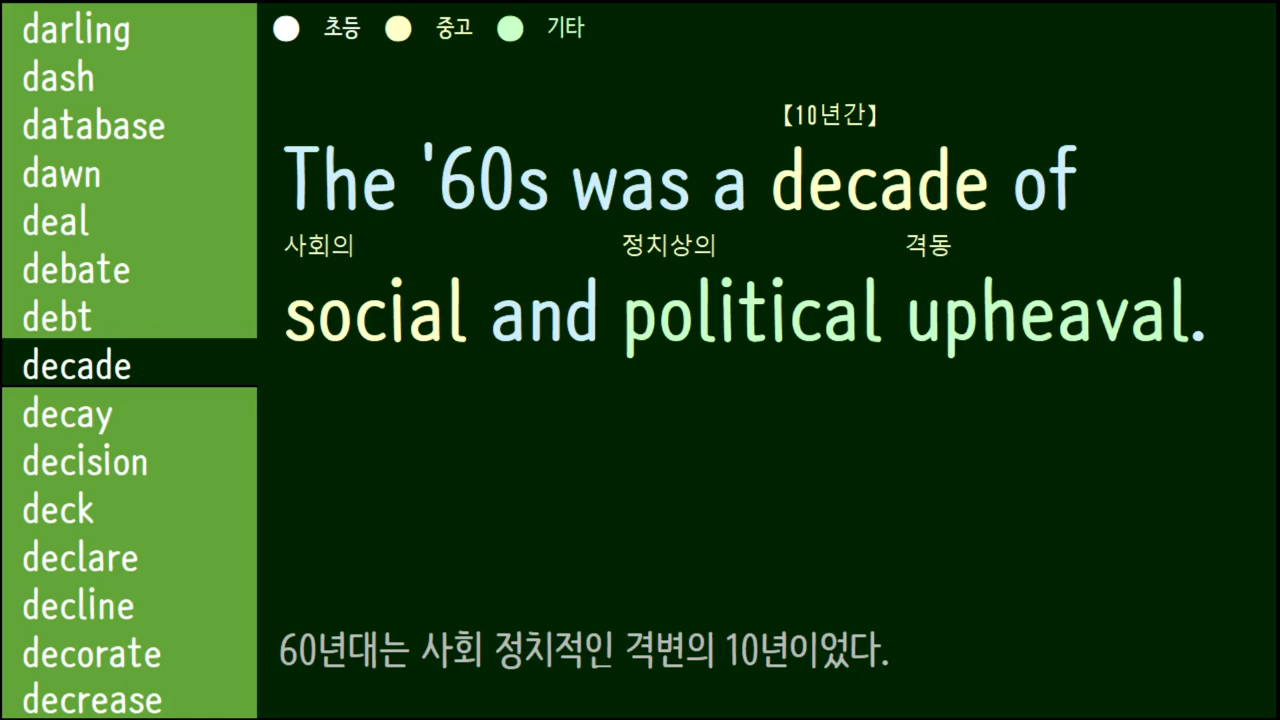 darling
dash
database
dawn
deal
debate
debt
decade
decay
decision
deck
declare
decline
decorate
decrease
초등 중고 기타
【10년간】
The '60s was a decade of
사회의 정치상의 격동
social and political upheaval.
60년대는 사회 정치적인 격변의 10년이었다.